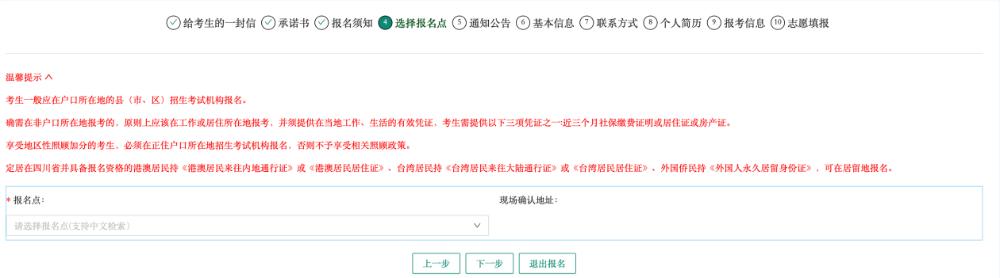 给考生的一封信 承诺书 报名须知 4 选择报名点 5 通知公告 6 基本信息 7 联系方式 8 个人简历 9 报考信息 10 志愿填报
温馨提示
考生一般应在户口所在地的县（市、区）招生考试机构报名。
确需在非户口所在地报考的，原则上应该在工作或居住所在地报考，并须提供在当地工作、生活的有效凭证，考生需提供以下三项凭证之一:近三个月社保缴费证明或居住证或房产证。
享受地区性照顾加分的考生，必须在正住户口所在地招生考试机构报名，否则不予享受相关照顾政策。
定居在四川省并具备报名资格的港澳居民持《港澳居民来往内地通行证》或《港澳居民居住证》、台湾居民持《台湾居民来往大陆通行证》或《台湾居民居住证》、外国侨民持《外国人永久居留身份证》，可在居留地报名。
* 报名点: 现场确认地址:
请选择报名点(支持中文检索）
上一步 下一步 退出报名